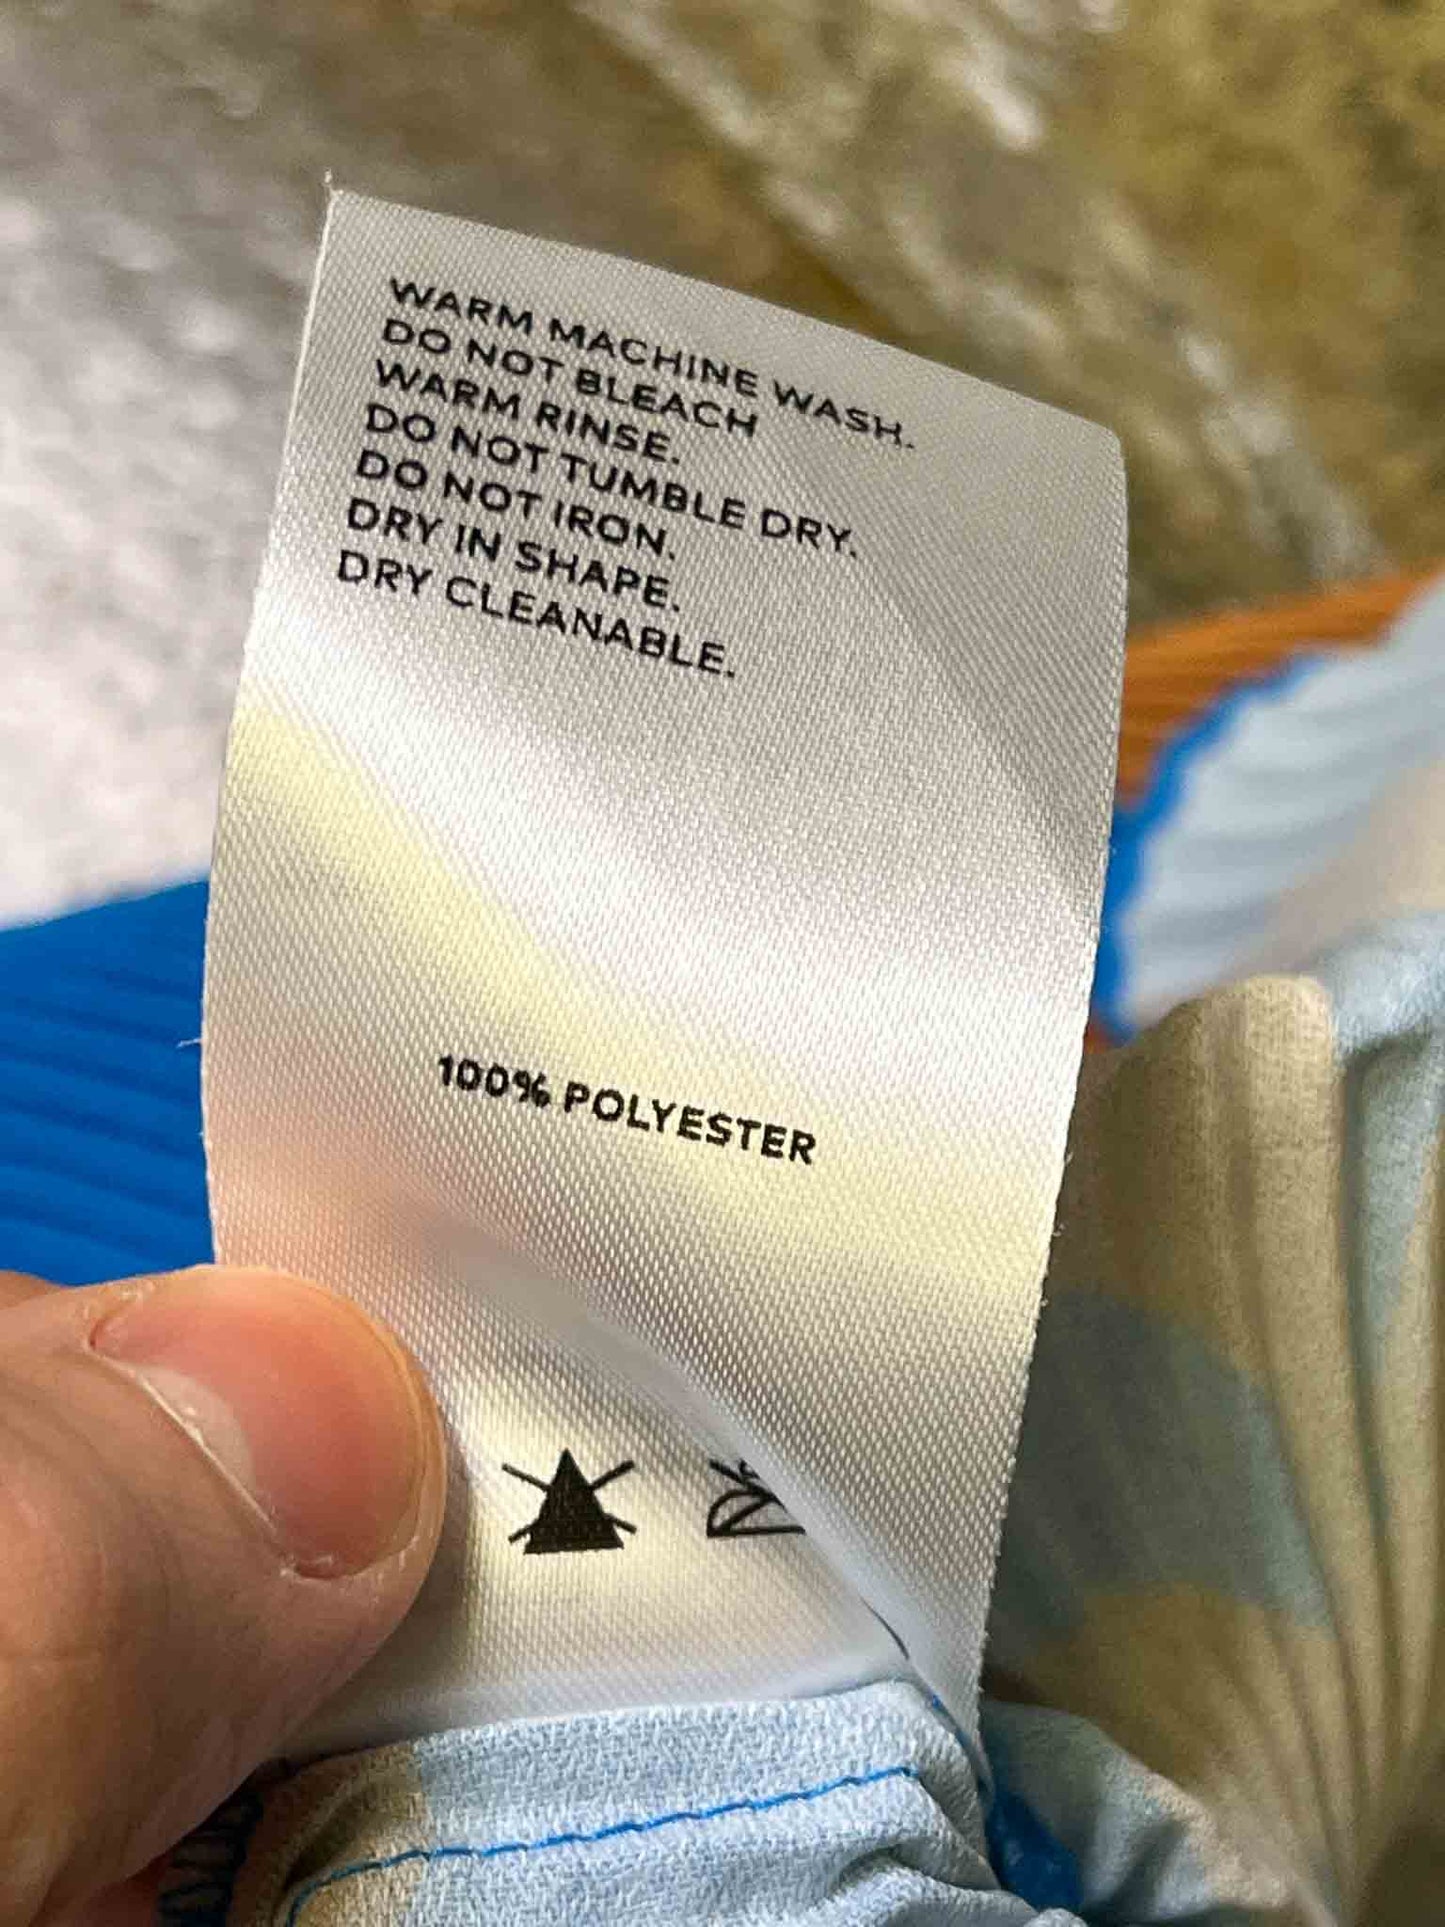 WARM MACHINE WASH.
DO NOT BLEACH
WARM RINSE.
DO NOT TUMBLE DRY.
DO NOT IRON.
DRY IN SHAPE.
DRY CLEANABLE.
100% POLYESTER